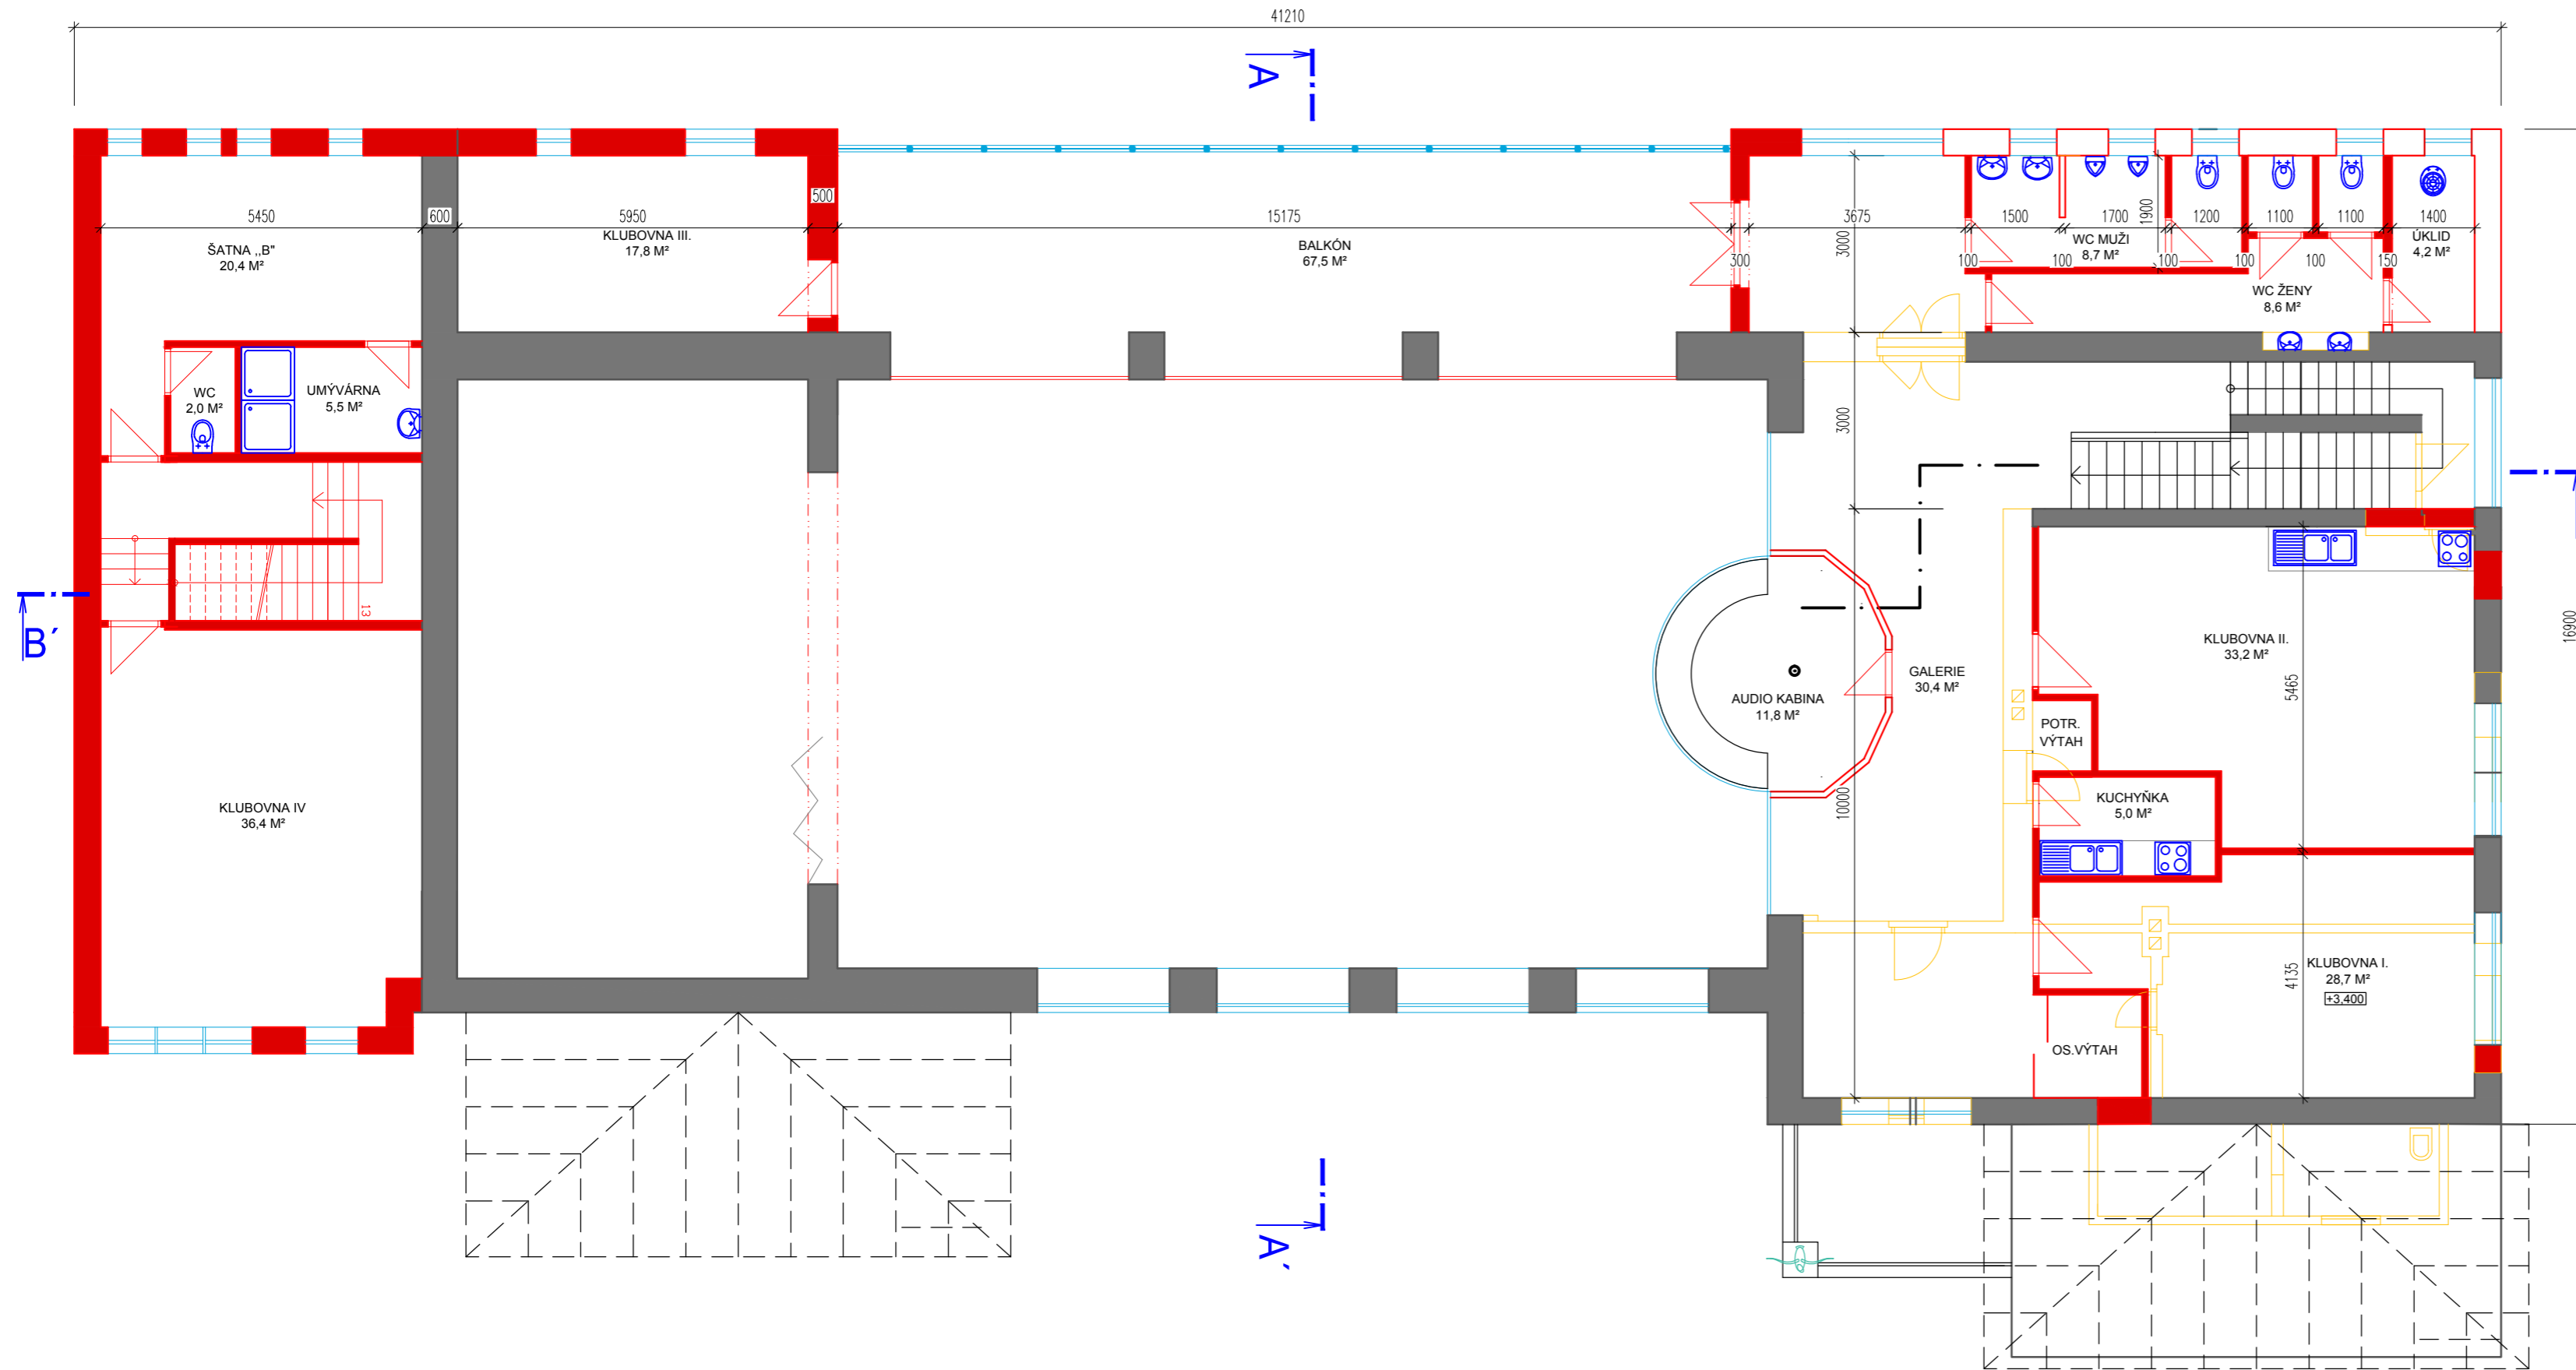 41210
A
500
5450
600
5950
15175
3675
1500
1700
1900
1200
1100
1100
1400
ŠATNA ,,B"
20,4 M²
KLUBOVNA III.
17,8 M²
BALKÓN
67,5 M²
300
3000
100
WC MUŽI
8,7 M²
100
100
100
100
150
ÚKLID
4,2 M²
WC ŽENY
8,6 M²
WC
2,0 M²
UMÝVÁRNA
5,5 M²
3000
13
B´
16900
KLUBOVNA II.
33,2 M²
5465
GALERIE
30,4 M²
AUDIO KABINA
11,8 M²
POTR.
VÝTAH
KUCHYŇKA
5,0 M²
10000
KLUBOVNA IV
36,4 M²
KLUBOVNA I.
28,7 M²
+3,400
4135
OS.VÝTAH
A´